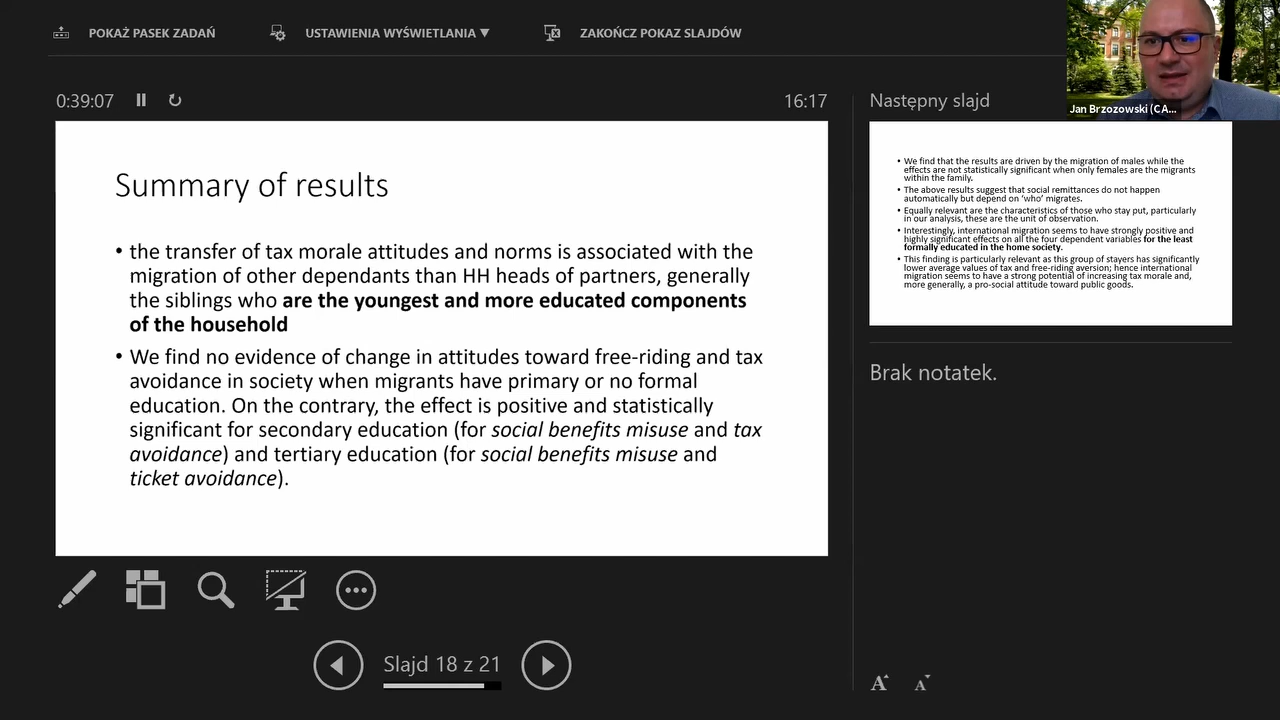 POKAŻ PASEK ZADAŃ
USTAWIENIA WYŚWIETLANIA ▼
ZAKOŃCZ POKAZ SLAJDÓW
Jan Brzozowski (CA...
0:39:07
16:17
Summary of results
• the transfer of tax morale attitudes and norms is associated with the
migration of other dependants than HH heads of partners, generally
the siblings who are the youngest and more educated components
of the household
• We find no evidence of change in attitudes toward free-riding and tax
avoidance in society when migrants have primary or no formal
education. On the contrary, the effect is positive and statistically
significant for secondary education (for social benefits misuse and tax
avoidance) and tertiary education (for social benefits misuse and
ticket avoidance).
Slajd 18 z 21
Następny slajd
• We find that the results are driven by the migration of males while the
effects are not statistically significant when only females are the migrants
within the family.
• The above results suggest that social remittances do not happen
automatically but depend on ‘who’ migrates.
• Equally relevant are the characteristics of those who stay put, particularly
in our analysis, these are the unit of observation.
• Interestingly, international migration seems to have strongly positive and
highly significant effects on all the four dependent variables for the least
formally educated in the home society.
• This finding is particularly relevant as this group of stayers has significantly
lower average values of tax and free-riding aversion; hence international
migration seems to have a strong potential of increasing tax morale and,
more generally, a pro-social attitude toward public goods.
Brak notatek.
A A